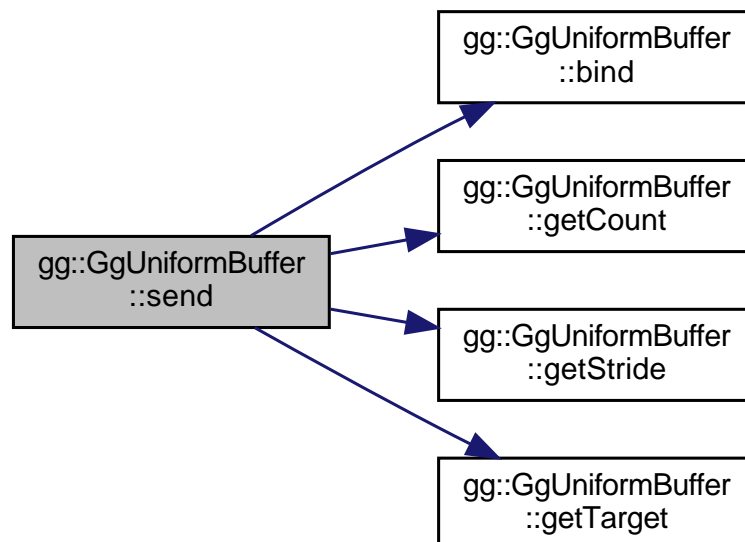 gg::GgUniformBuffer
::bind
gg::GgUniformBuffer
::getCount
gg::GgUniformBuffer
::send
gg::GgUniformBuffer
::getStride
gg::GgUniformBuffer
::getTarget